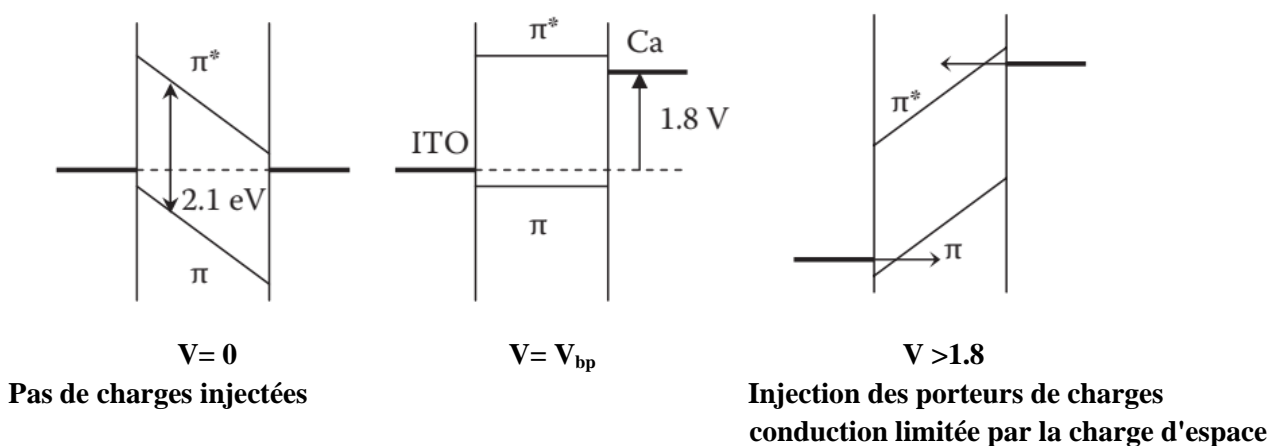 π*
2.1 eV
π
π*
Ca
ITO
1.8 V
π
π*
π
V= 0
V= Vbp
V >1.8
Pas de charges injectées
Injection des porteurs de charges
conduction limitée par la charge d'espace